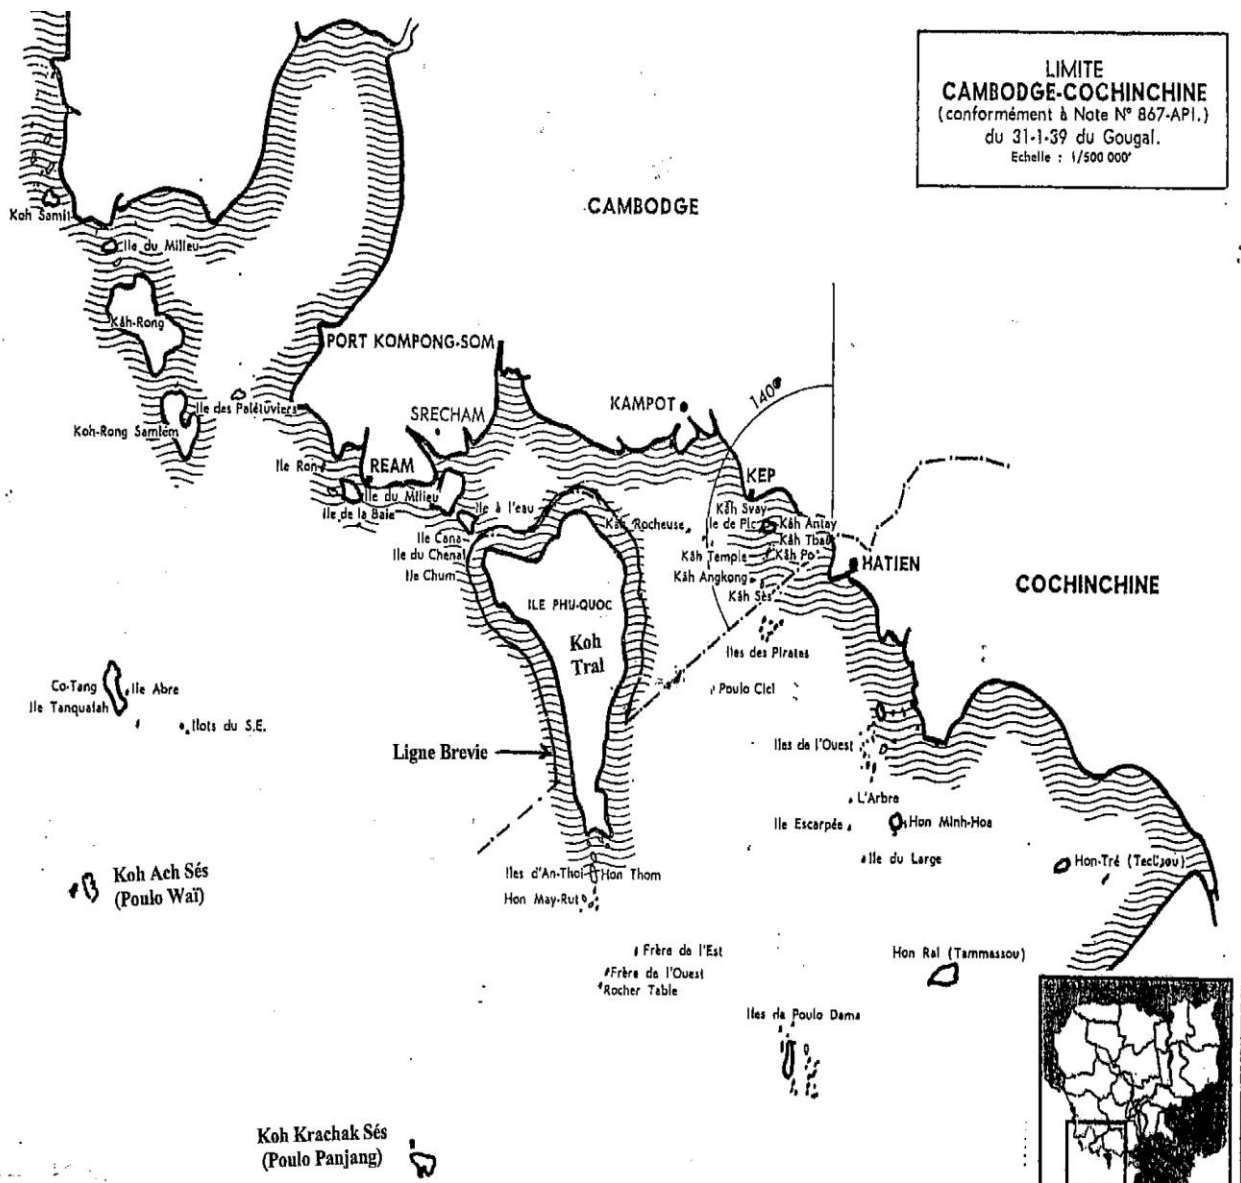 LIMITE
CAMBODGE-COCHINCHINE
(conformément à Note N° 867-API.)
du 31-1-39 du Gougal.
Echelle : 1/500 000°
CAMBODGE
Koh Samit
Ile du Milieu
Kâh-Rong
PORT KOMPONG-SOM
Ile des Palétuviers
Koh-Rong Samlem
SRECHAM
KAMPOT
140°
Ile Ron
REAM
Ile du Milieu
Ile de la Baie
Ile à l'eau
KEP
Kâh Svay
Kâh Rocheuse
Ile de Pic
Kâh Antay
Kâh Tbal
Ile Cana
Ile du Chenal
Kâh Temple
Kâh Po
HATIEN
Ile Chum
Kâh Angkong
Kâh Sès
COCHINCHINE
ILE PHU-QUOC
Koh
Tral
Iles des Pirates
Co-Tang
Ile Abre
Poulo Cici
Ile Tanqualah
Ilots du S.E.
Ligne Brevie
Iles de l'Ouest
L'Arbre
Ile Escarpée
Hon Minh-Hoa
Ile du Large
Hon-Tré
Koh Ach Sés
(Poulo Waï)
Iles d'An-Thoi
Hon Thom
Hon May-Rut
Frère de l'Est
Frère de l'Ouest
Rocher Table
Hon Rai (Tammassou)
Iles de Poulo Dama
Koh Krachak Sés
(Poulo Panjang)